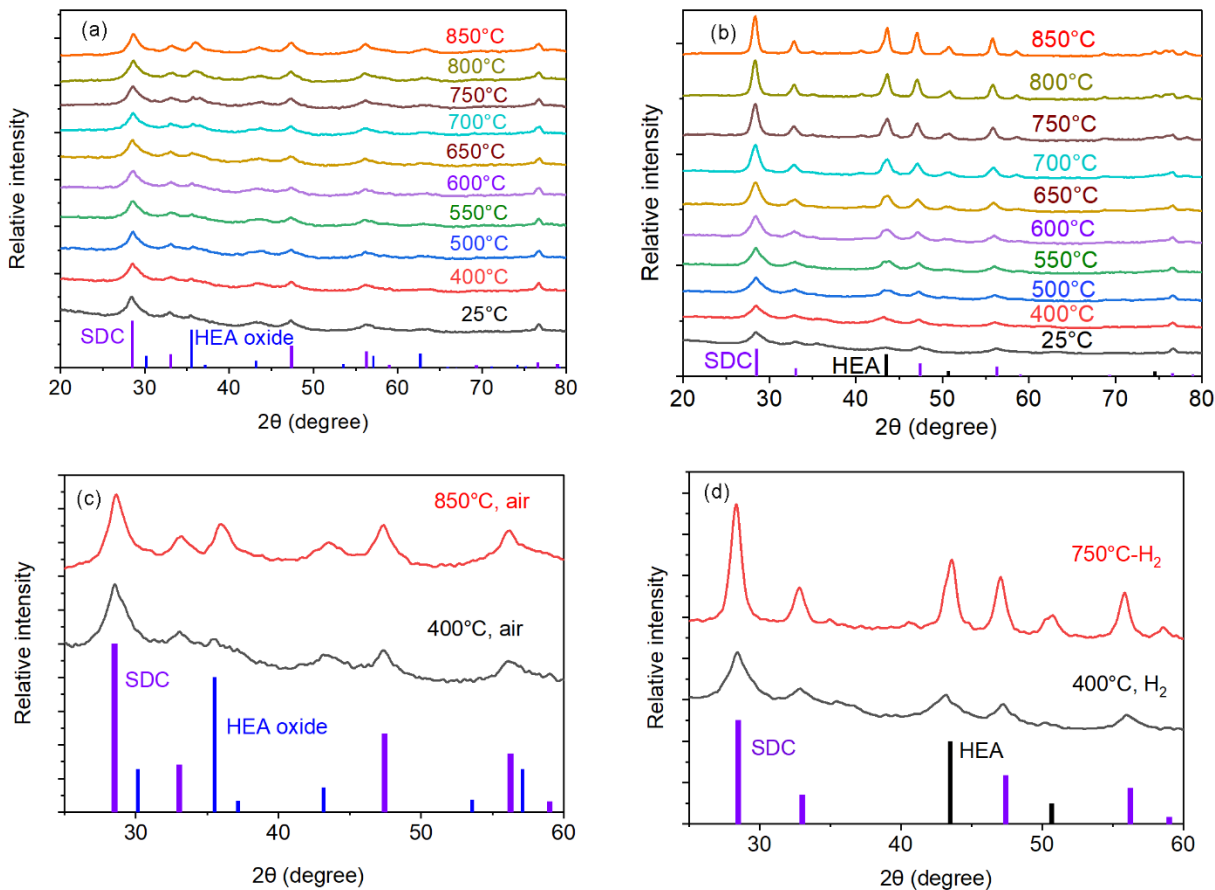 (a)
850°C
800°C
750°C
700°C
650°C
600°C
550°C
500°C
400°C
25°C
SDC
HEA oxide
Relative intensity
20 30 40 50 60 70 80
2θ (degree)
(b)
850°C
800°C
750°C
700°C
650°C
600°C
550°C
500°C
400°C
25°C
SDC
HEA
Relative intensity
20 30 40 50 60 70 80
2θ (degree)
(c)
850°C, air
400°C, air
SDC
HEA oxide
Relative intensity
30 40 50 60
2θ (degree)
(d)
750°C-H₂
400°C, H₂
SDC
HEA
Relative intensity
30 40 50 60
2θ (degree)